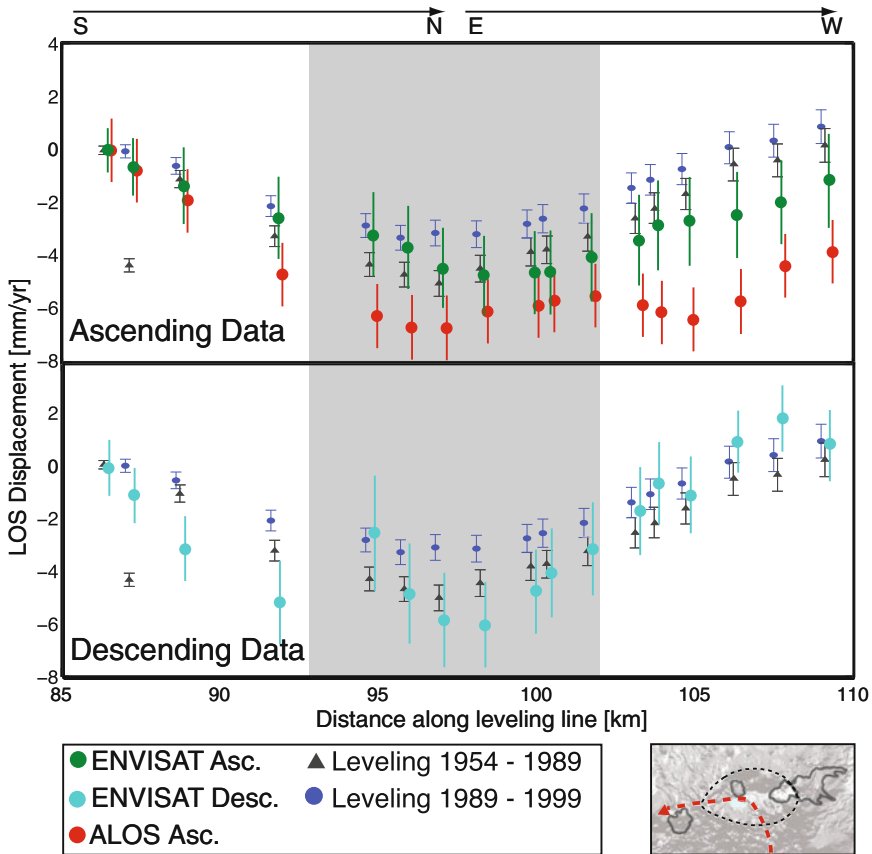 S N E W
4
2
0
−2
−4
−6
−8
Ascending Data
LOS Displacement [mm/yr]
2
0
−2
−4
−6
−8
Descending Data
85 90 95 100 105 110
Distance along leveling line [km]
ENVISAT Asc.
ENVISAT Desc.
ALOS Asc.
Leveling 1954 - 1989
Leveling 1989 - 1999